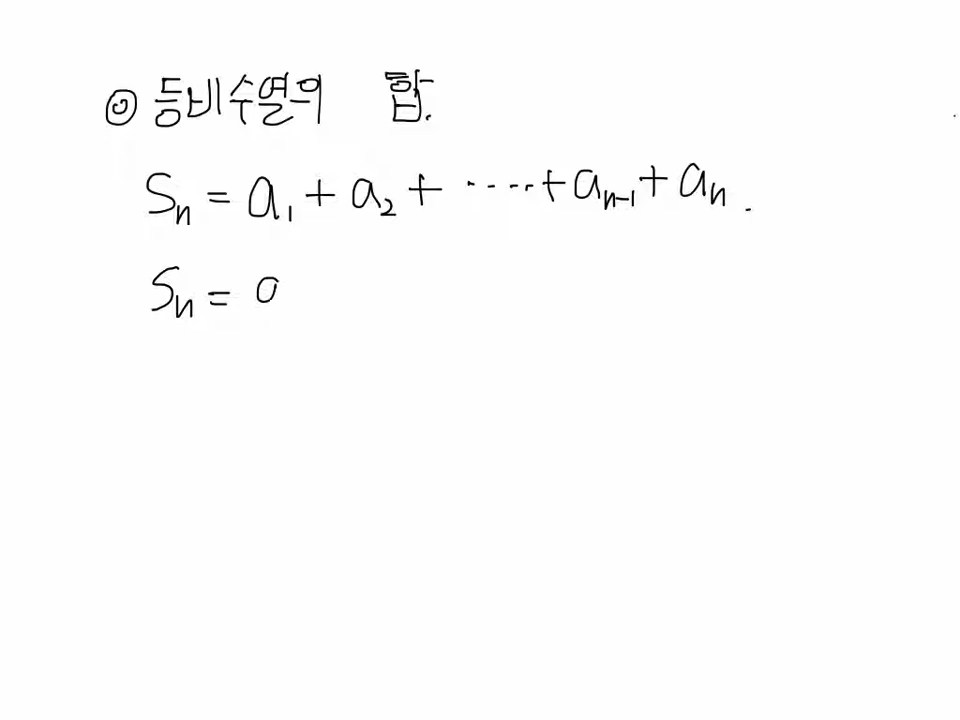 ◎ 등비수열의 합.
Sₙ = a₁ + a₂ + ‥‥‥ + aₙ₋₁ + aₙ .
Sₙ = a